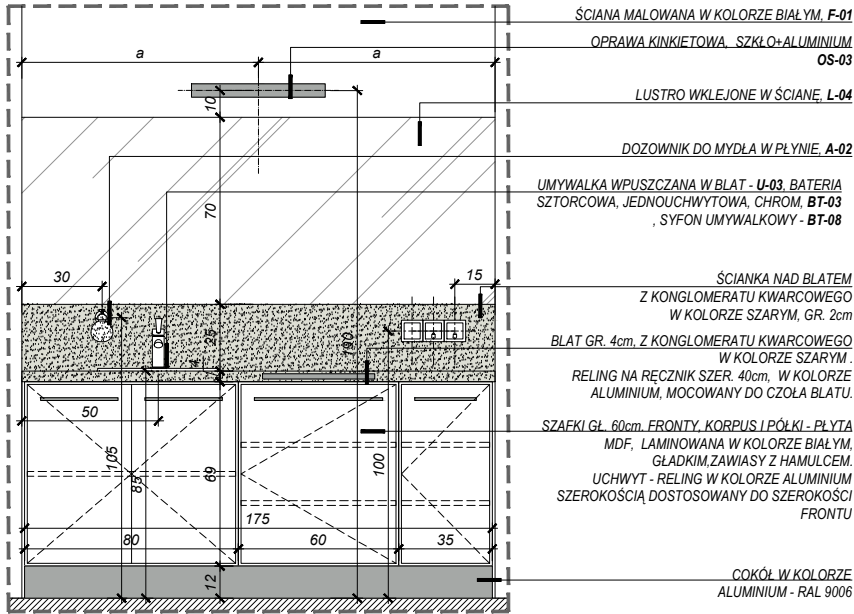 ŚCIANA MALOWANA W KOLORZE BIAŁYM, F-01
OPRAWA KINKIETOWA, SZKŁO+ALUMINIUM
OS-03
LUSTRO WKLEJONE W ŚCIANĘ, L-04
DOZOWNIK DO MYDŁA W PŁYNIE, A-02
UMYWALKA WPUSZCZANA W BLAT - U-03, BATERIA
SZTORCOWA, JEDNOUCHWYTOWA, CHROM, BT-03
, SYFON UMYWALKOWY - BT-08
ŚCIANKA NAD BLATEM
Z KONGLOMERATU KWARCOWEGO
W KOLORZE SZARYM, GR. 2cm
BLAT GR. 4cm, Z KONGLOMERATU KWARCOWEGO
W KOLORZE SZARYM .
RELING NA RĘCZNIK SZER. 40cm, W KOLORZE
ALUMINIUM, MOCOWANY DO CZOŁA BLATU.
SZAFKI GŁ. 60cm. FRONTY, KORPUS I PÓŁKI - PŁYTA
MDF, LAMINOWANA W KOLORZE BIAŁYM,
GŁADKIM,ZAWIASY Z HAMULCEM.
UCHWYT - RELING W KOLORZE ALUMINIUM
SZEROKOŚCIĄ DOSTOSOWANY DO SZEROKOŚCI
FRONTU
COKÓŁ W KOLORZE
ALUMINIUM - RAL 9006
a
a
10
70
30
15
25
190
4
50
105
85
69
100
175
80
60
35
12